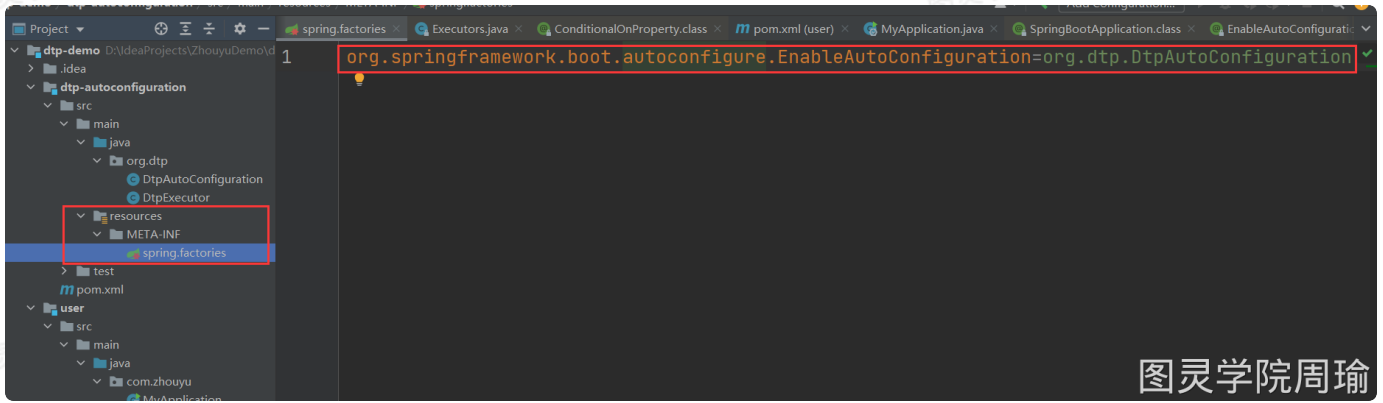 Project
spring.factories
Executors.java
ConditionalOnProperty.class
pom.xml (user)
MyApplication.java
SpringBootApplication.class
EnableAutoConfiguratio
dtp-demo D:\IdeaProjects\ZhouyuDemo\d
.idea
dtp-autoconfiguration
src
main
java
org.dtp
DtpAutoConfiguration
DtpExecutor
resources
META-INF
spring.factories
test
pom.xml
user
src
main
java
com.zhouyu
MyApplication
1 org.springframework.boot.autoconfigure.EnableAutoConfiguration=org.dtp.DtpAutoConfiguration
图灵学院周瑜